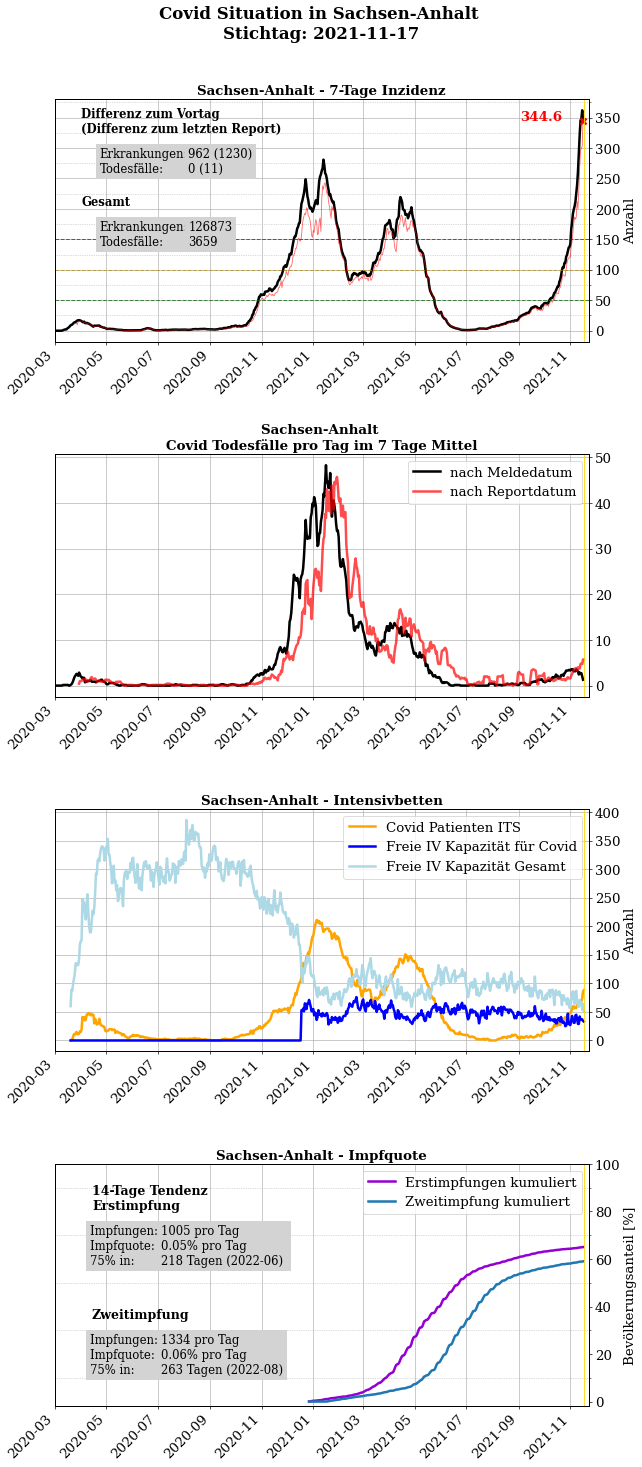 Covid Situation in Sachsen-Anhalt
Stichtag: 2021-11-17
Sachsen-Anhalt - 7-Tage Inzidenz
Differenz zum Vortag
(Differenz zum letzten Report)
Erkrankungen 962 (1230)
Todesfälle: 0 (11)
Gesamt
Erkrankungen 126873
Todesfälle: 3659
344.6
350
300
250
200
150
100
50
0
Anzahl
2020-03 2020-05 2020-07 2020-09 2020-11 2021-01 2021-03 2021-05 2021-07 2021-09 2021-11
Sachsen-Anhalt
Covid Todesfälle pro Tag im 7 Tage Mittel
nach Meldedatum
nach Reportdatum
50
40
30
20
10
0
2020-03 2020-05 2020-07 2020-09 2020-11 2021-01 2021-03 2021-05 2021-07 2021-09 2021-11
Sachsen-Anhalt - Intensivbetten
Covid Patienten ITS
Freie IV Kapazität für Covid
Freie IV Kapazität Gesamt
400
350
300
250
200
150
100
50
0
Anzahl
2020-03 2020-05 2020-07 2020-09 2020-11 2021-01 2021-03 2021-05 2021-07 2021-09 2021-11
Sachsen-Anhalt - Impfquote
14-Tage Tendenz
Erstimpfung
Impfungen: 1005 pro Tag
Impfquote: 0.05% pro Tag
75% in: 218 Tagen (2022-06)
Zweitimpfung
Impfungen: 1334 pro Tag
Impfquote: 0.06% pro Tag
75% in: 263 Tagen (2022-08)
Erstimpfungen kumuliert
Zweitimpfung kumuliert
100
80
60
40
20
0
Bevölkerungsanteil [%]
2020-03 2020-05 2020-07 2020-09 2020-11 2021-01 2021-03 2021-05 2021-07 2021-09 2021-11